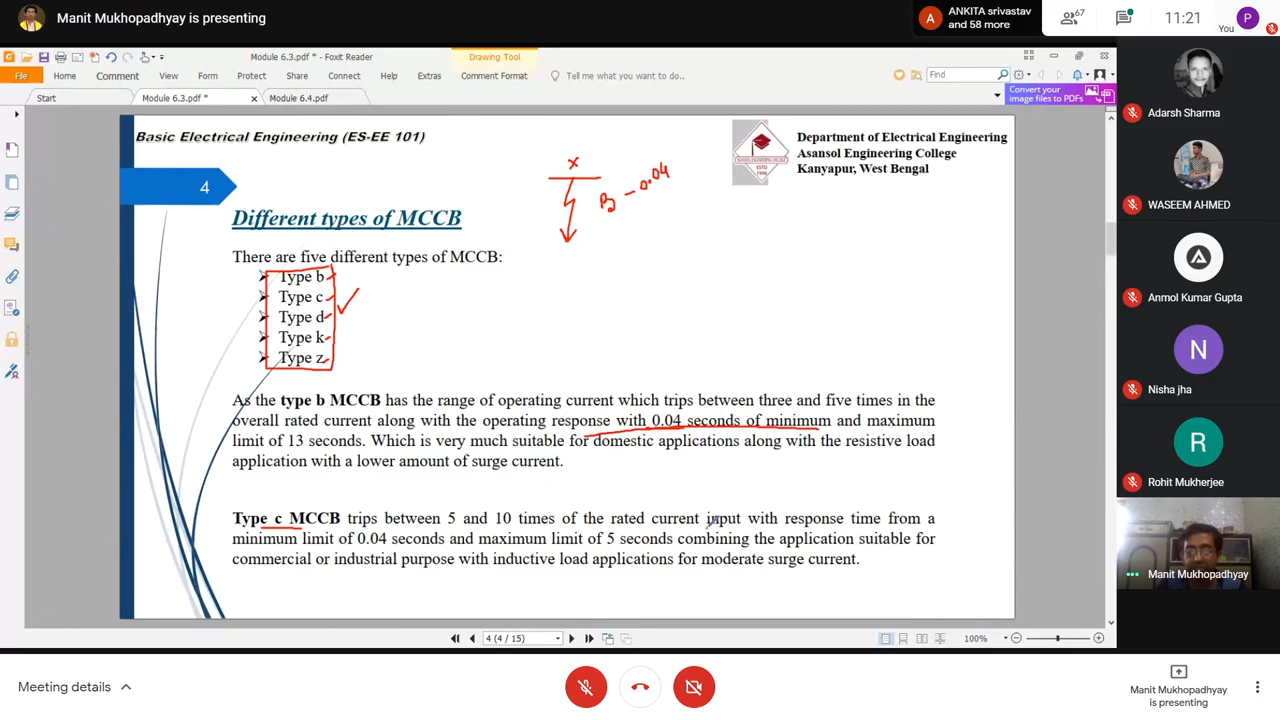 Manit Mukhopadhyay is presenting
A
ANKITA srivastav
and 58 more
67
11:21
You
P
Module 6.3.pdf * - Foxit Reader
Drawing Tool
File
Home
Comment
View
Form
Protect
Share
Connect
Help
Extras
Comment Format
Tell me what you want to do..
Find
Start
Module 6.3.pdf *
Module 6.4.pdf
Convert your
image files to PDFs
Basic Electrical Engineering (ES-EE 101)
Department of Electrical Engineering
Asansol Engineering College
Kanyapur, West Bengal
4
x
B - 0.04
Different types of MCCB
There are five different types of MCCB:
Type b
Type c
Type d
Type k
Type z
As the type b MCCB has the range of operating current which trips between three and five times in the
overall rated current along with the operating response with 0.04 seconds of minimum and maximum
limit of 13 seconds. Which is very much suitable for domestic applications along with the resistive load
application with a lower amount of surge current.
Type c MCCB trips between 5 and 10 times of the rated current input with response time from a
minimum limit of 0.04 seconds and maximum limit of 5 seconds combining the application suitable for
commercial or industrial purpose with inductive load applications for moderate surge current.
4 (4 / 15)
100%
Adarsh Sharma
WASEEM AHMED
Anmol Kumar Gupta
N
Nisha jha
R
Rohit Mukherjee
Manit Mukhopadhyay
Meeting details
Manit Mukhopadhyay
is presenting